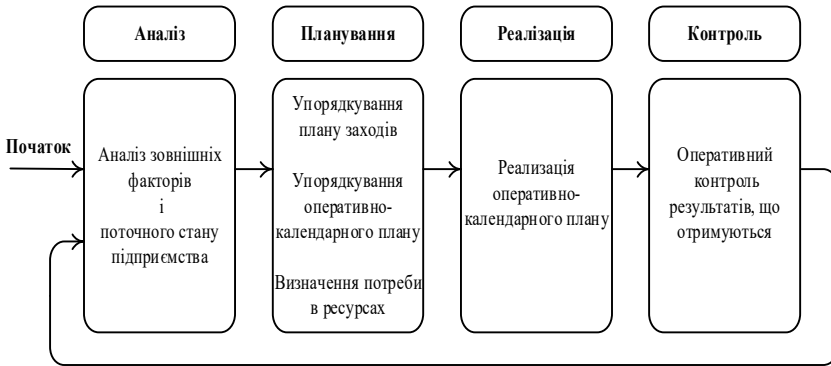 Аналіз
Планування
Реалізація
Контроль
Початок
Аналіз зовнішніх
факторів
і
поточного стану
підприємства
Упорядкування
плану заходів
Упорядкування
оперативно-
календарного плану
Визначення потреби
в ресурсах
Реализація
оперативно-
календарного плану
Оперативний
контроль
результатів, що
отримуються